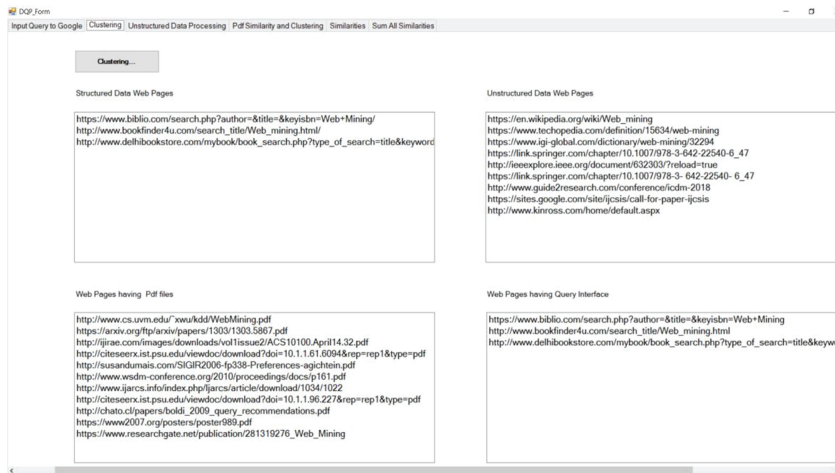 DQP_Form
Input Query to Google Clustering Unstructured Data Processing Pdf Similarity and Clustering Similarities Sum All Similarities
Clustering...
Structured Data Web Pages
https://www.biblio.com/search.php?author=&title=&keyisbn=Web+Mining/
http://www.bookfinder4u.com/search_title/Web_mining.html/
http://www.delhibookstore.com/mybook/book_search.php?type_of_search=title&keyword
Unstructured Data Web Pages
https://en.wikipedia.org/wiki/Web_mining
https://www.techopedia.com/definition/15634/web-mining
https://www.igi-global.com/dictionary/web-mining/32294
https://link.springer.com/chapter/10.1007/978-3-642-22540-6_47
http://ieeexplore.ieee.org/document/632303/?reload=true
https://link.springer.com/chapter/10.1007/978-3- 642-22540- 6_47
http://www.guide2research.com/conference/icdm-2018
https://sites.google.com/site/ijcsis/call-for-paper-ijcsis
http://www.kinross.com/home/default.aspx
Web Pages having Pdf files
http://www.cs.uvm.edu/~xwu/kdd/WebMining.pdf
https://arxiv.org/ftp/arxiv/papers/1303/1303.5867.pdf
http://ijirae.com/images/downloads/vol1issue2/ACS10100.April14.32.pdf
http://citeseerx.ist.psu.edu/viewdoc/download?doi=10.1.1.61.6094&rep=rep1&type=pdf
http://susandumais.com/SIGIR2006-fp338-Preferences-agichtein.pdf
http://www.wsdm-conference.org/2010/proceedings/docs/p161.pdf
http://www.ijarcs.info/index.php/Ijarcs/article/download/1034/1022
http://citeseerx.ist.psu.edu/viewdoc/download?doi=10.1.1.96.227&rep=rep1&type=pdf
http://chato.cl/papers/boldi_2009_query_recommendations.pdf
https://www2007.org/posters/poster989.pdf
https://www.researchgate.net/publication/281319276_Web_Mining
Web Pages having Query Interface
https://www.biblio.com/search.php?author=&title=&keyisbn=Web+Mining
http://www.bookfinder4u.com/search_title/Web_mining.html
http://www.delhibookstore.com/mybook/book_search.php?type_of_search=title&keyw